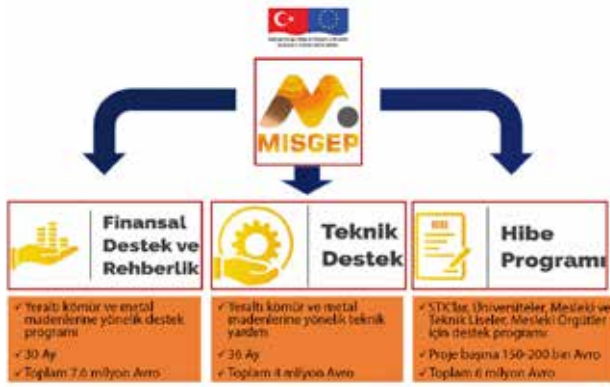 MISGEP
Finansal
Destek ve
Rehberlik
✓ Yeraltı kömür ve metal
madenlerine yönelik destek
programı
✓ 30 Ay
✓ Toplam 7.6 milyon Avro
Teknik
Destek
✓ Yeraltı kömür ve metal
madenlerine yönelik teknik
yardım
✓ 36 Ay
✓ Toplam 4 milyon Avro
Hibe
Programı
✓ STK'lar, Üniversiteler, Mesleki ve
Teknik Liseler, Mesleki Örgütler
için destek programı
✓ Proje başına 150-200 bin Avro
✓ Toplam 6 milyon Avro